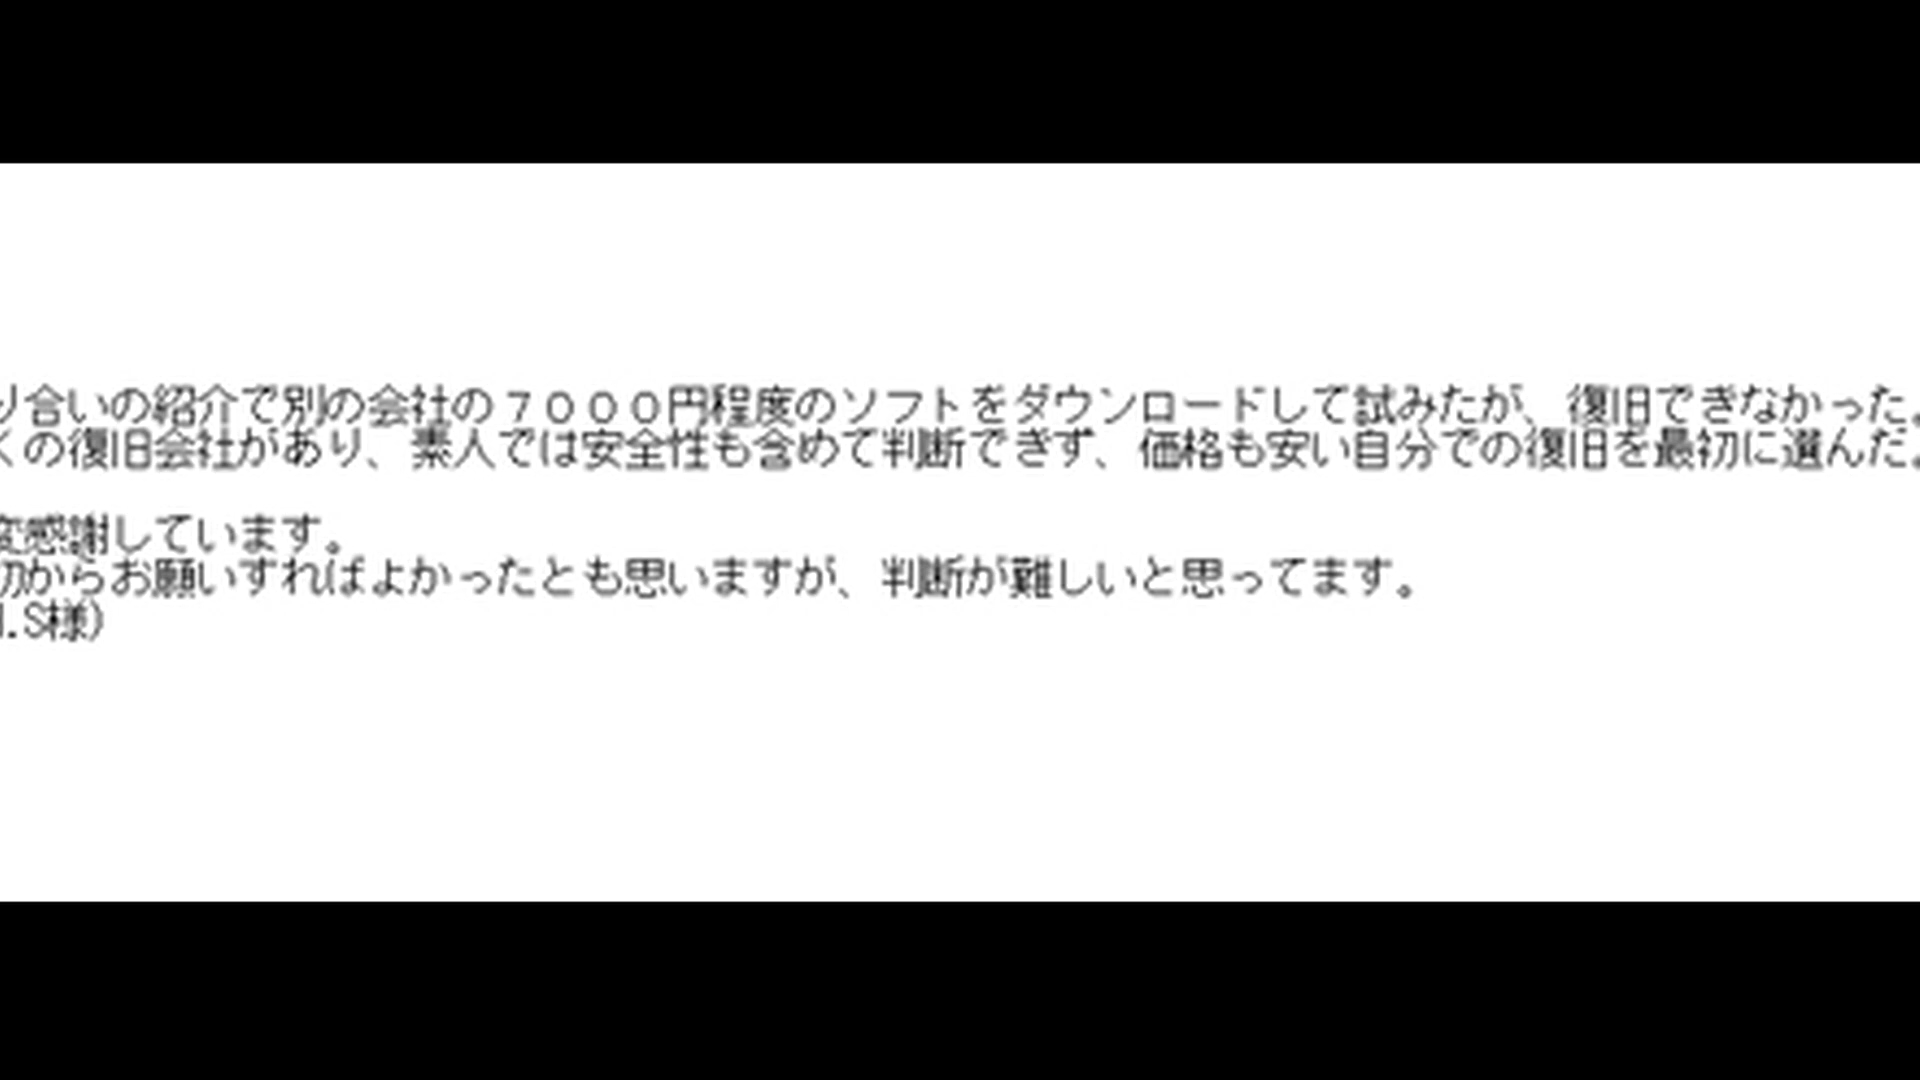 り合いの紹介で別の会社の７０００円程度のソフトをダウンロードして試みたが、復旧できなかった。
くの復旧会社があり、素人では安全性も含めて判断できず、価格も安い自分での復旧を最初に選んだ。
変感謝しています。
初からお願いすればよかったとも思いますが、判断が難しいと思ってます。
.S様)